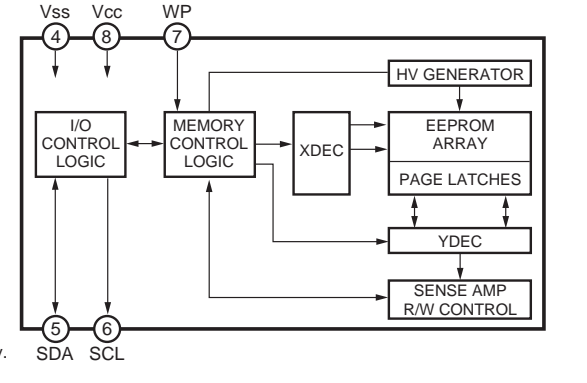 Vss Vcc WP
4 8 7
HV GENERATOR
I/O
CONTROL
LOGIC
MEMORY
CONTROL
LOGIC
XDEC
EEPROM
ARRAY
PAGE LATCHES
YDEC
SENSE AMP
R/W CONTROL
5 6
y.
SDA SCL